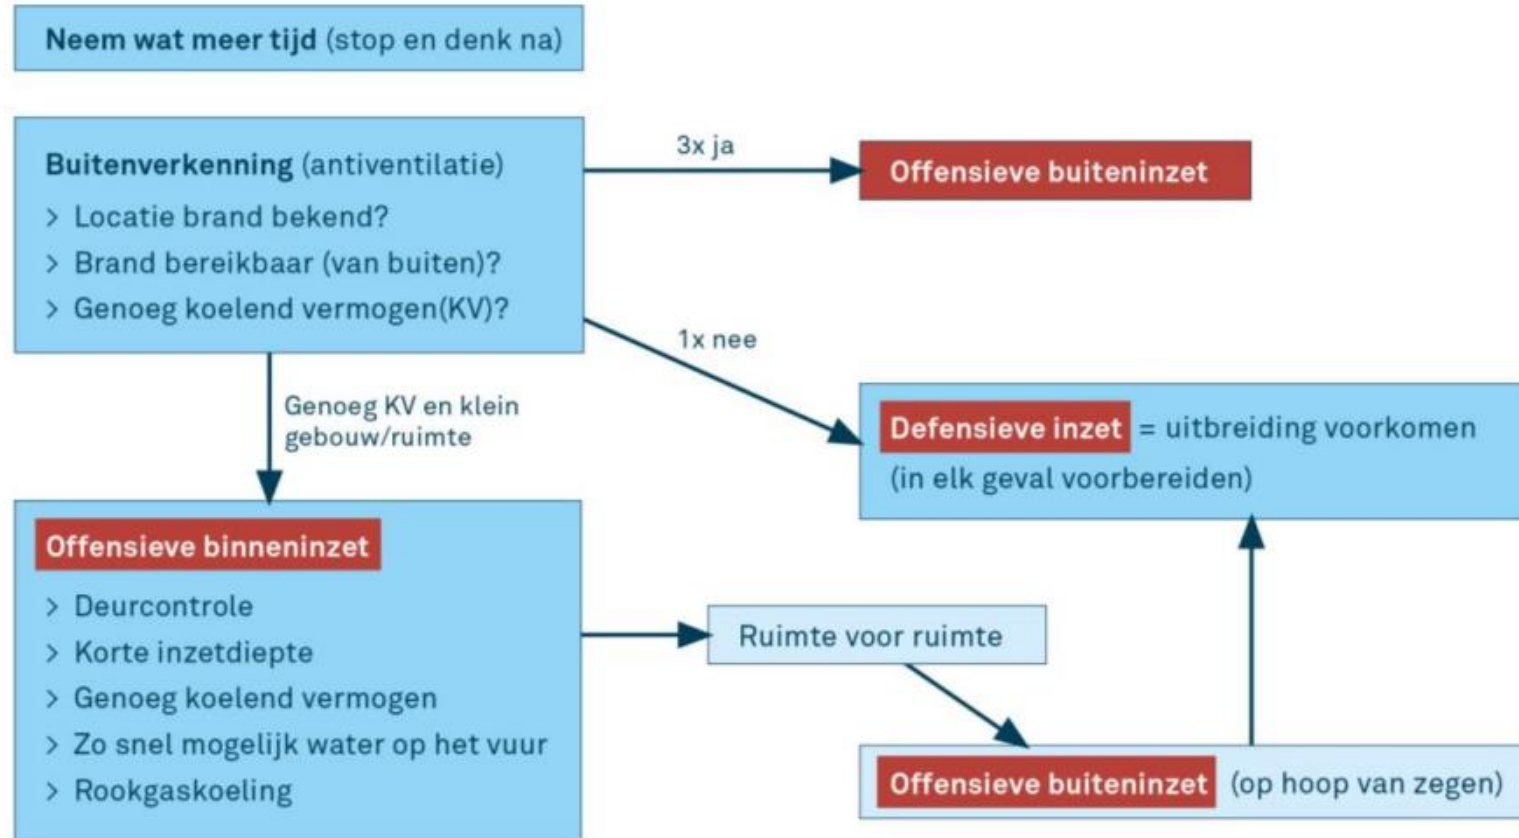 Neem wat meer tijd (stop en denk na)
Buitenverkenning (antiventilatie)
> Locatie brand bekend?
> Brand bereikbaar (van buiten)?
> Genoeg koelend vermogen(KV)?
3x ja
Offensieve buiteninzet
1x nee
Genoeg KV en klein
gebouw/ruimte
Defensieve inzet = uitbreiding voorkomen
(in elk geval voorbereiden)
Offensieve binneninzet
> Deurcontrole
> Korte inzetdiepte
> Genoeg koelend vermogen
> Zo snel mogelijk water op het vuur
> Rookgaskoeling
Ruimte voor ruimte
Offensieve buiteninzet (op hoop van zegen)